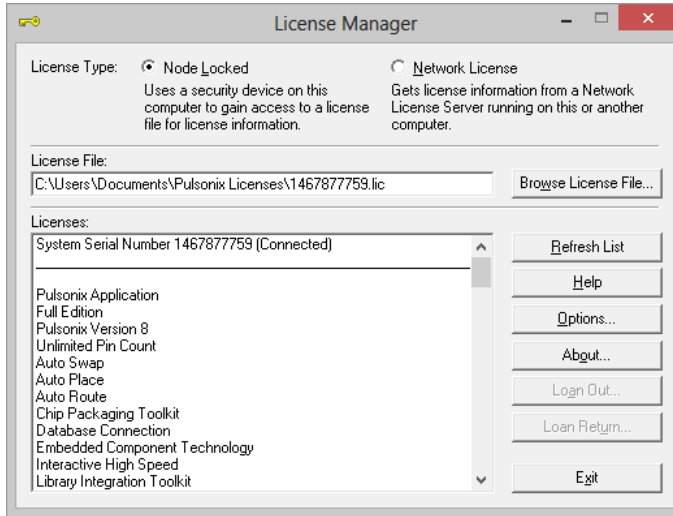 License Manager
License Type:
Node Locked
Uses a security device on this
computer to gain access to a license
file for license information.
Network License
Gets license information from a Network
License Server running on this or another
computer.
License File:
C:\Users\Documents\Pulsonix Licenses\1467877759.lic
Browse License File...
Licenses:
System Serial Number 1467877759 (Connected)
Pulsonix Application
Full Edition
Pulsonix Version 8
Unlimited Pin Count
Auto Swap
Auto Place
Auto Route
Chip Packaging Toolkit
Database Connection
Embedded Component Technology
Interactive High Speed
Library Integration Toolkit
Refresh List
Help
Options...
About...
Loan Out...
Loan Return...
Exit